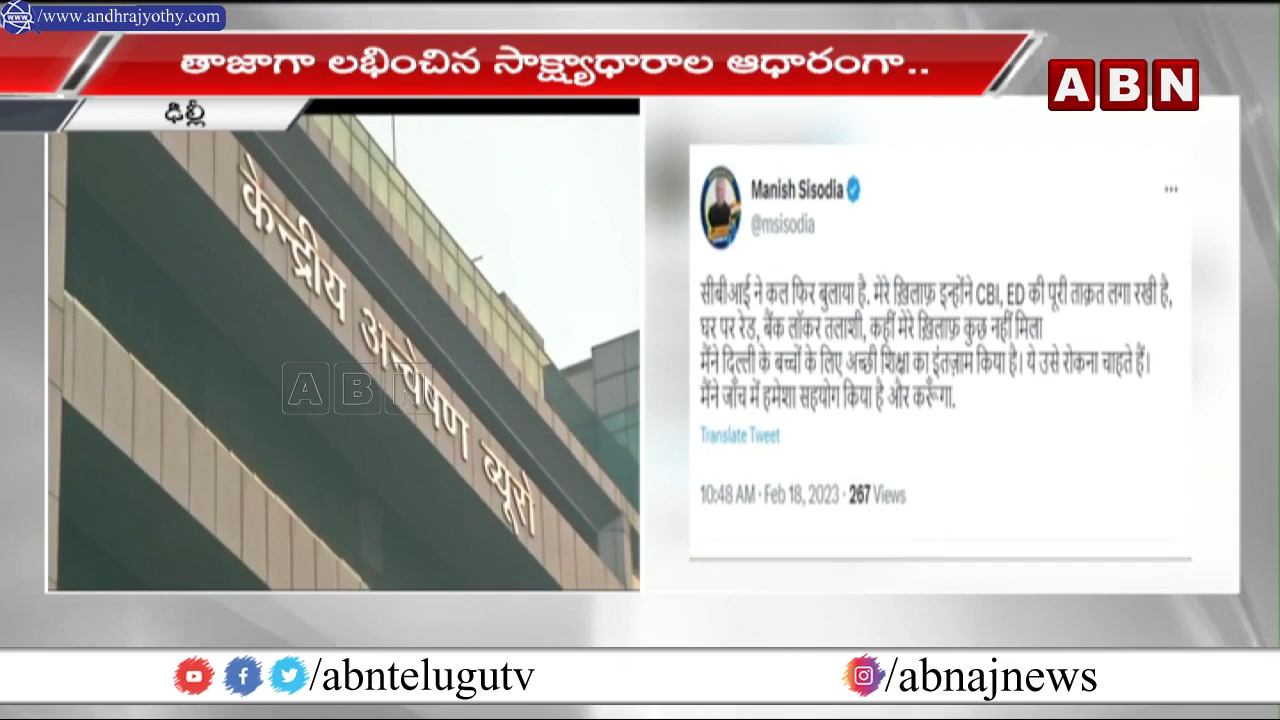 /www.andhrajyothy.com
తాజాగా లభించిన సాక్ష్యాధారాల ఆధారంగా..
ABN
ఢిల్లీ
केन्द्रीय अन्वेषण ब्यूरो
ABN
Manish Sisodia
@msisodia
सीबीआई ने कल फिर बुलाया है. मेरे ख़िलाफ़ इन्होंने CBI, ED की पूरी ताक़त लगा रखी है,
घर पर रेड, बैंक लॉकर तलाशी, कहीं मेरे ख़िलाफ़ कुछ नहीं मिला
मैंने दिल्ली के बच्चों के लिए अच्छी शिक्षा का इंतज़ाम किया है। ये उसे रोकना चाहते हैं।
मैंने जाँच में हमेशा सहयोग किया है और करूँगा.
Translate Tweet
10:48 AM · Feb 18, 2023 · 267 Views
/abntelugutv
/abnajnews